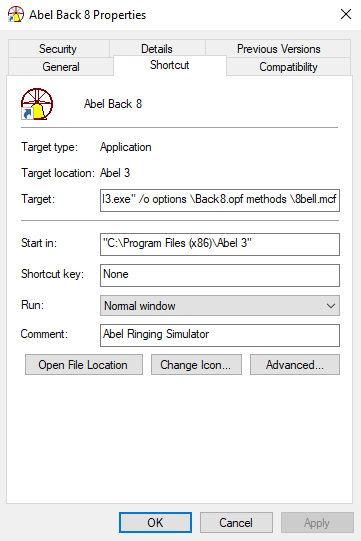 Abel Back 8 Properties
Security Details Previous Versions
General Shortcut Compatibility
Abel Back 8
Target type: Application
Target location: Abel 3
Target: l3.exe" /o options \Back8.opf methods \8bell.mcf
Start in: "C:\Program Files (x86)\Abel 3"
Shortcut key: None
Run: Normal window
Comment: Abel Ringing Simulator
Open File Location Change Icon... Advanced...
OK Cancel Apply